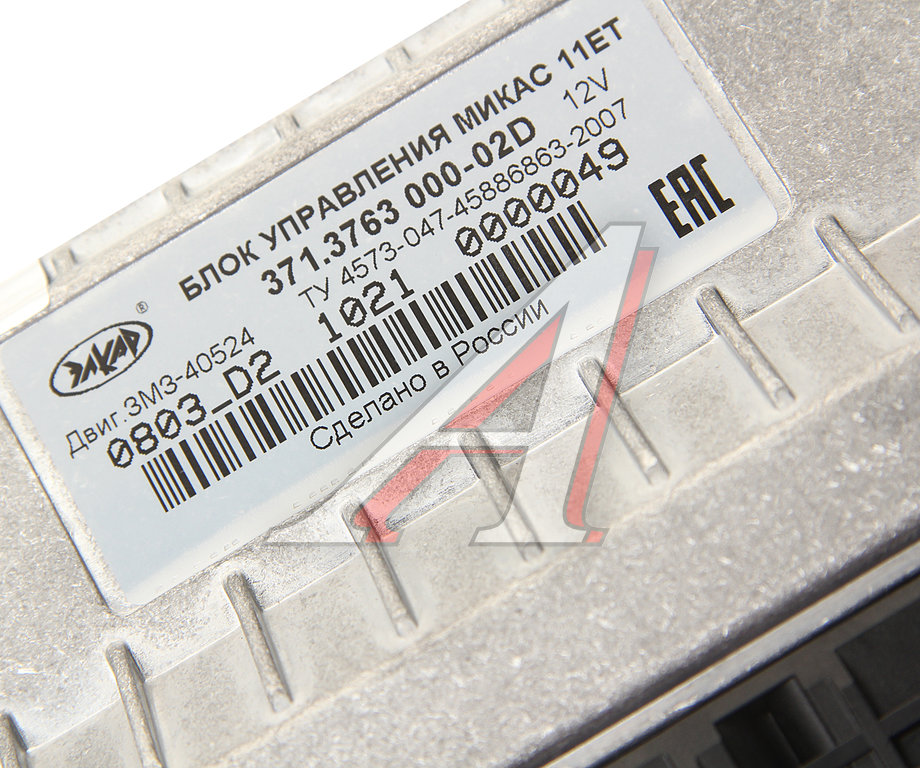 БЛОК УПРАВЛЕНИЯ МИКАС 11ЕТ
371.3763 000-02D 12V
ТУ 4573-047-45886863-2007
ЭЛКАР ®
Двиг.ЗМЗ-40524
0803_D2 1021 0000049
Сделано в России
EAC